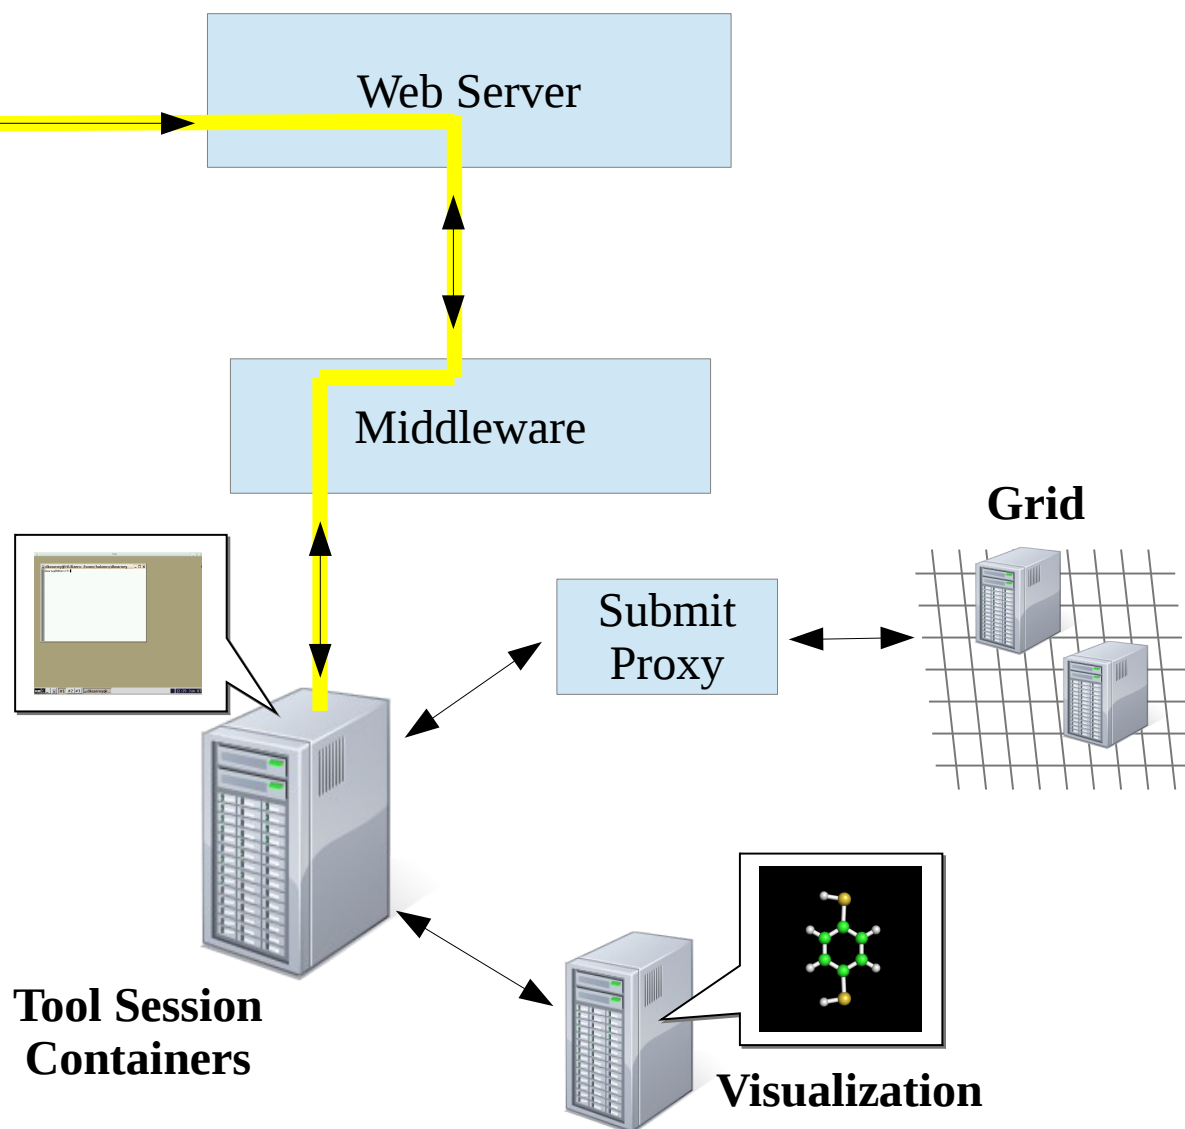 Web Server
Middleware
Grid
Submit
Proxy
Tool Session
Containers
Visualization